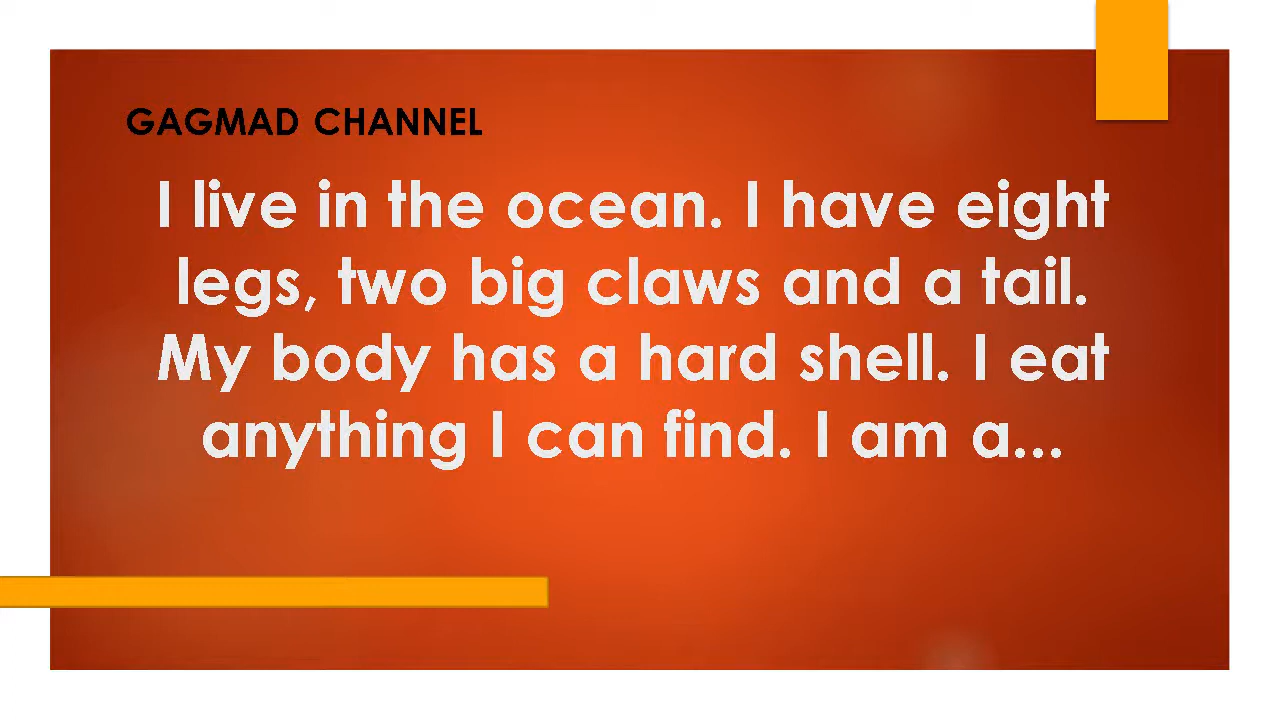 GAGMAD CHANNEL
I live in the ocean. I have eight
legs, two big claws and a tail.
My body has a hard shell. I eat
anything I can find. I am a...